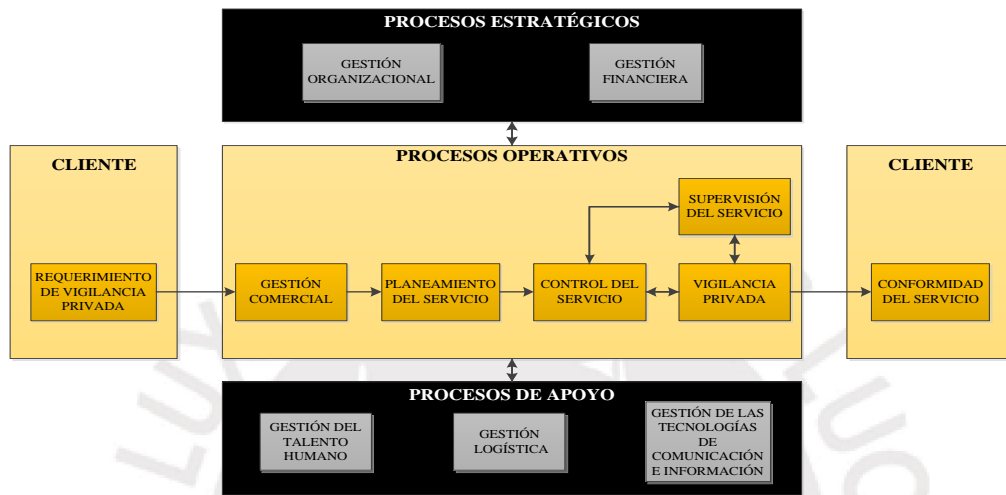 PROCESOS ESTRATÉGICOS
GESTIÓN
ORGANIZACIONAL
GESTIÓN
FINANCIERA
CLIENTE
REQUERIMIENTO
DE VIGILANCIA
PRIVADA
PROCESOS OPERATIVOS
SUPERVISIÓN
DEL SERVICIO
GESTIÓN
COMERCIAL
PLANEAMIENTO
DEL SERVICIO
CONTROL DEL
SERVICIO
VIGILANCIA
PRIVADA
CLIENTE
CONFORMIDAD
DEL SERVICIO
PROCESOS DE APOYO
GESTIÓN DEL
TALENTO
HUMANO
GESTIÓN
LOGÍSTICA
GESTIÓN DE LAS
TECNOLOGÍAS
DE
COMUNICACIÓN
E INFORMACIÓN
LUX